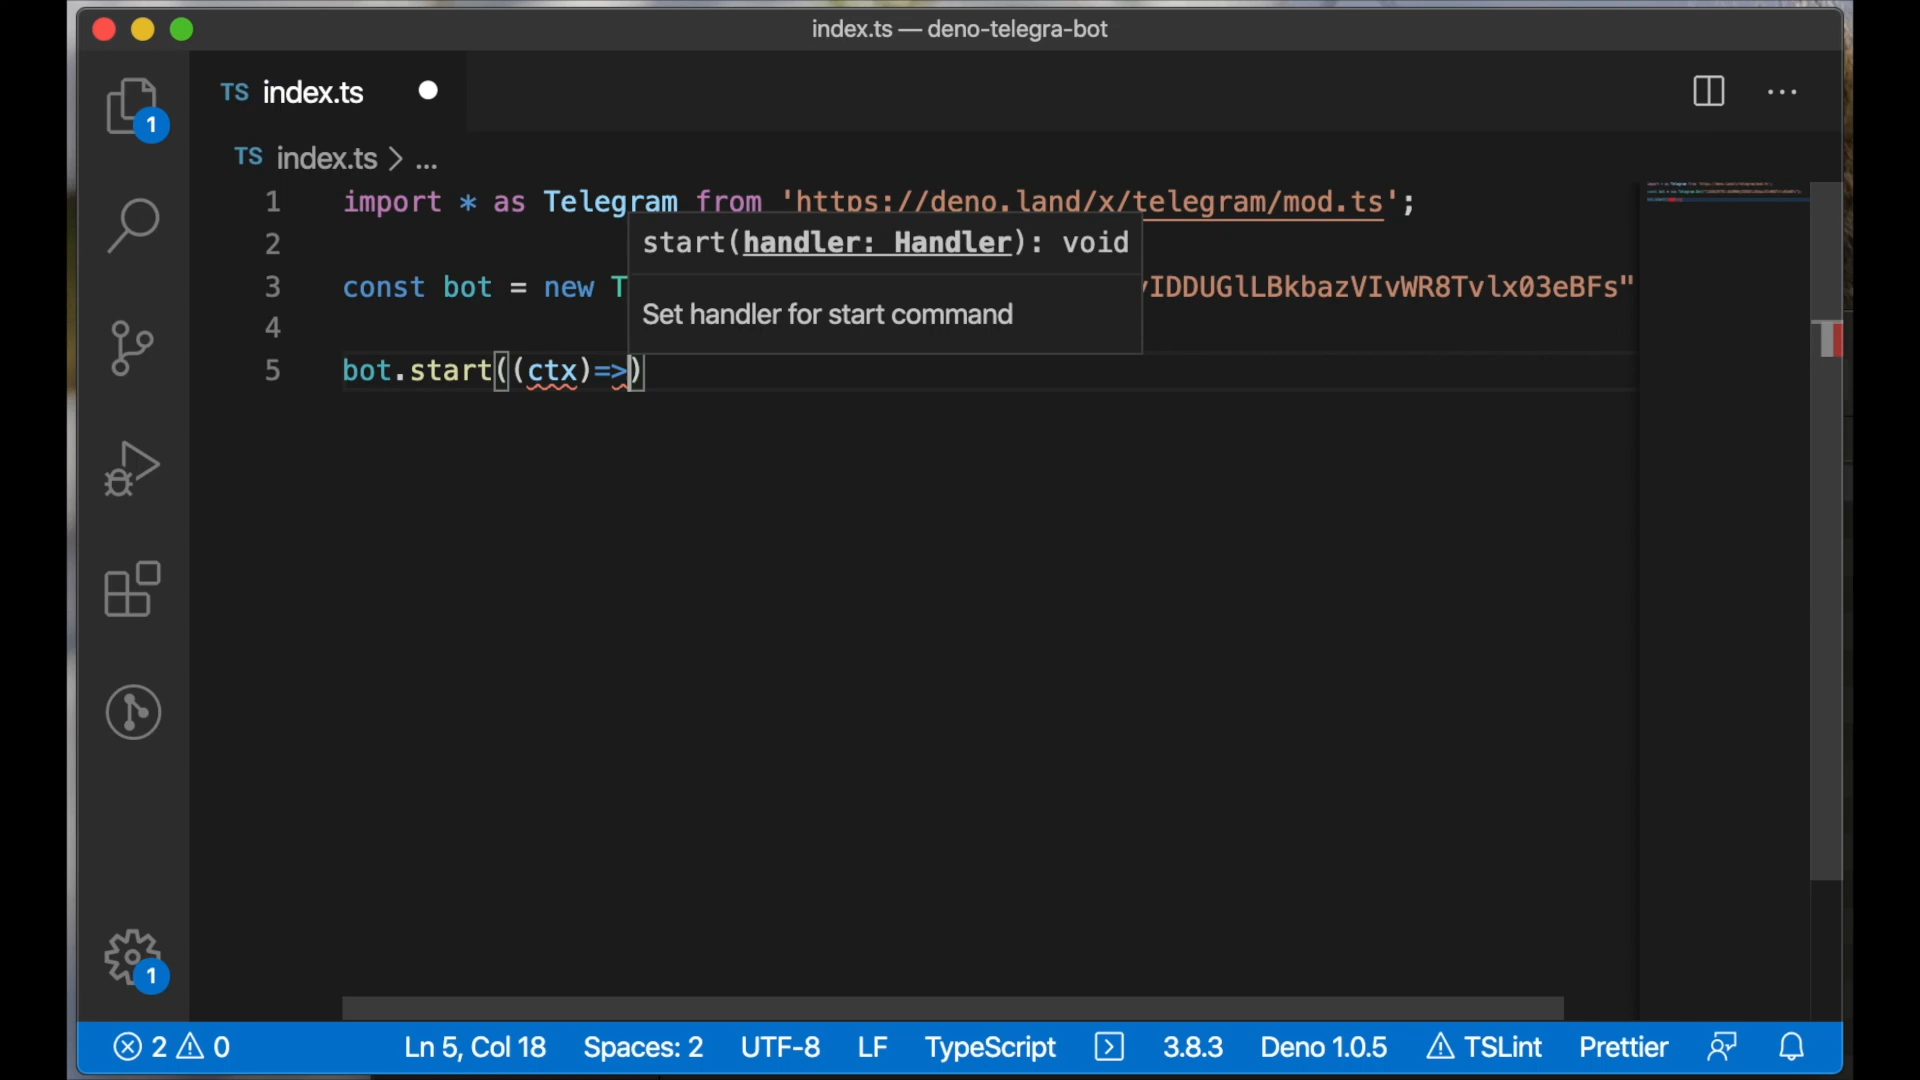 index.ts — deno-telegra-bot
TS index.ts
1
TS index.ts > ...
1 import * as Telegram from 'https://deno.land/x/telegram/mod.ts';
start(handler: Handler): void
2
3 const bot = new T IDDUGlLBkbazVIvWR8Tvlx03eBFs"
Set handler for start command
4
5 bot.start((ctx)=>)
1
2 0 Ln 5, Col 18 Spaces: 2 UTF-8 LF TypeScript 3.8.3 Deno 1.0.5 TSLint Prettier